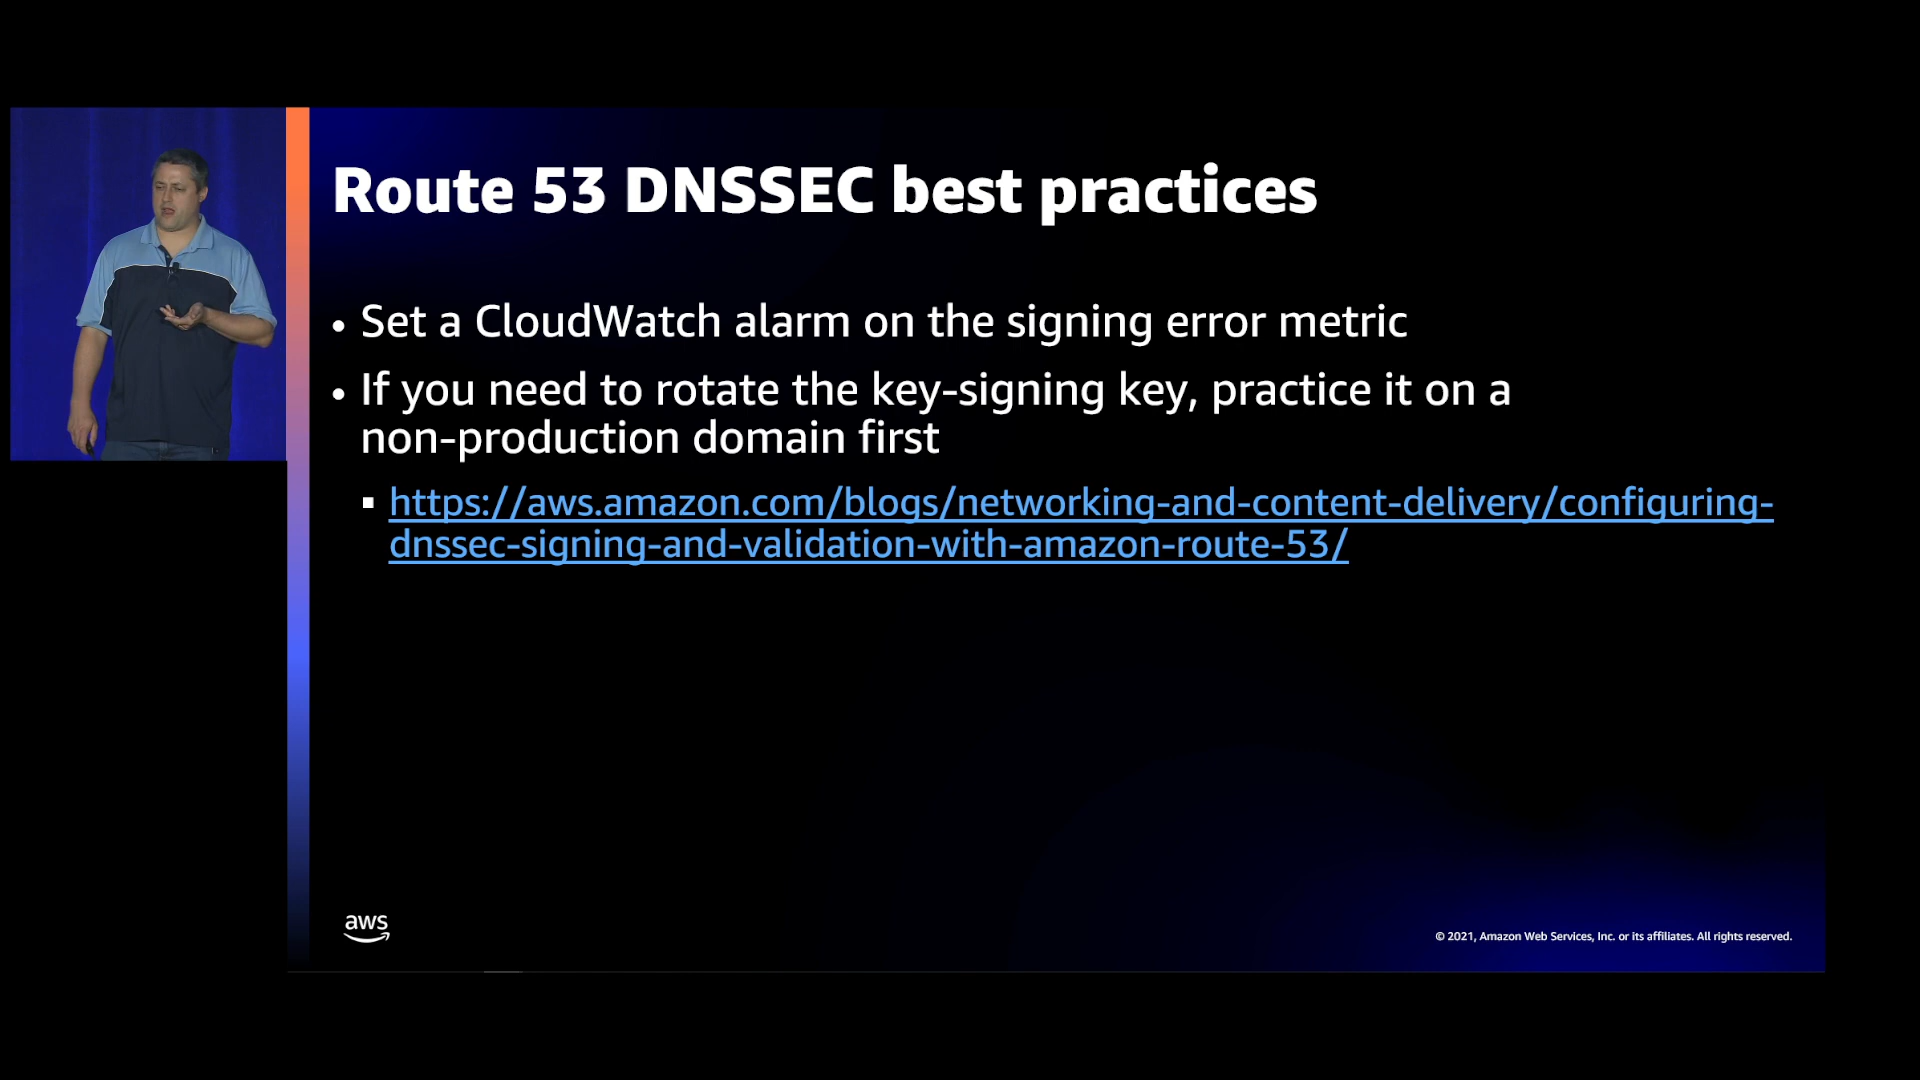 Route 53 DNSSEC best practices
• Set a CloudWatch alarm on the signing error metric
• If you need to rotate the key-signing key, practice it on a
non-production domain first
▪ https://aws.amazon.com/blogs/networking-and-content-delivery/configuring-
dnssec-signing-and-validation-with-amazon-route-53/
aws
© 2021, Amazon Web Services, Inc. or its affiliates. All rights reserved.